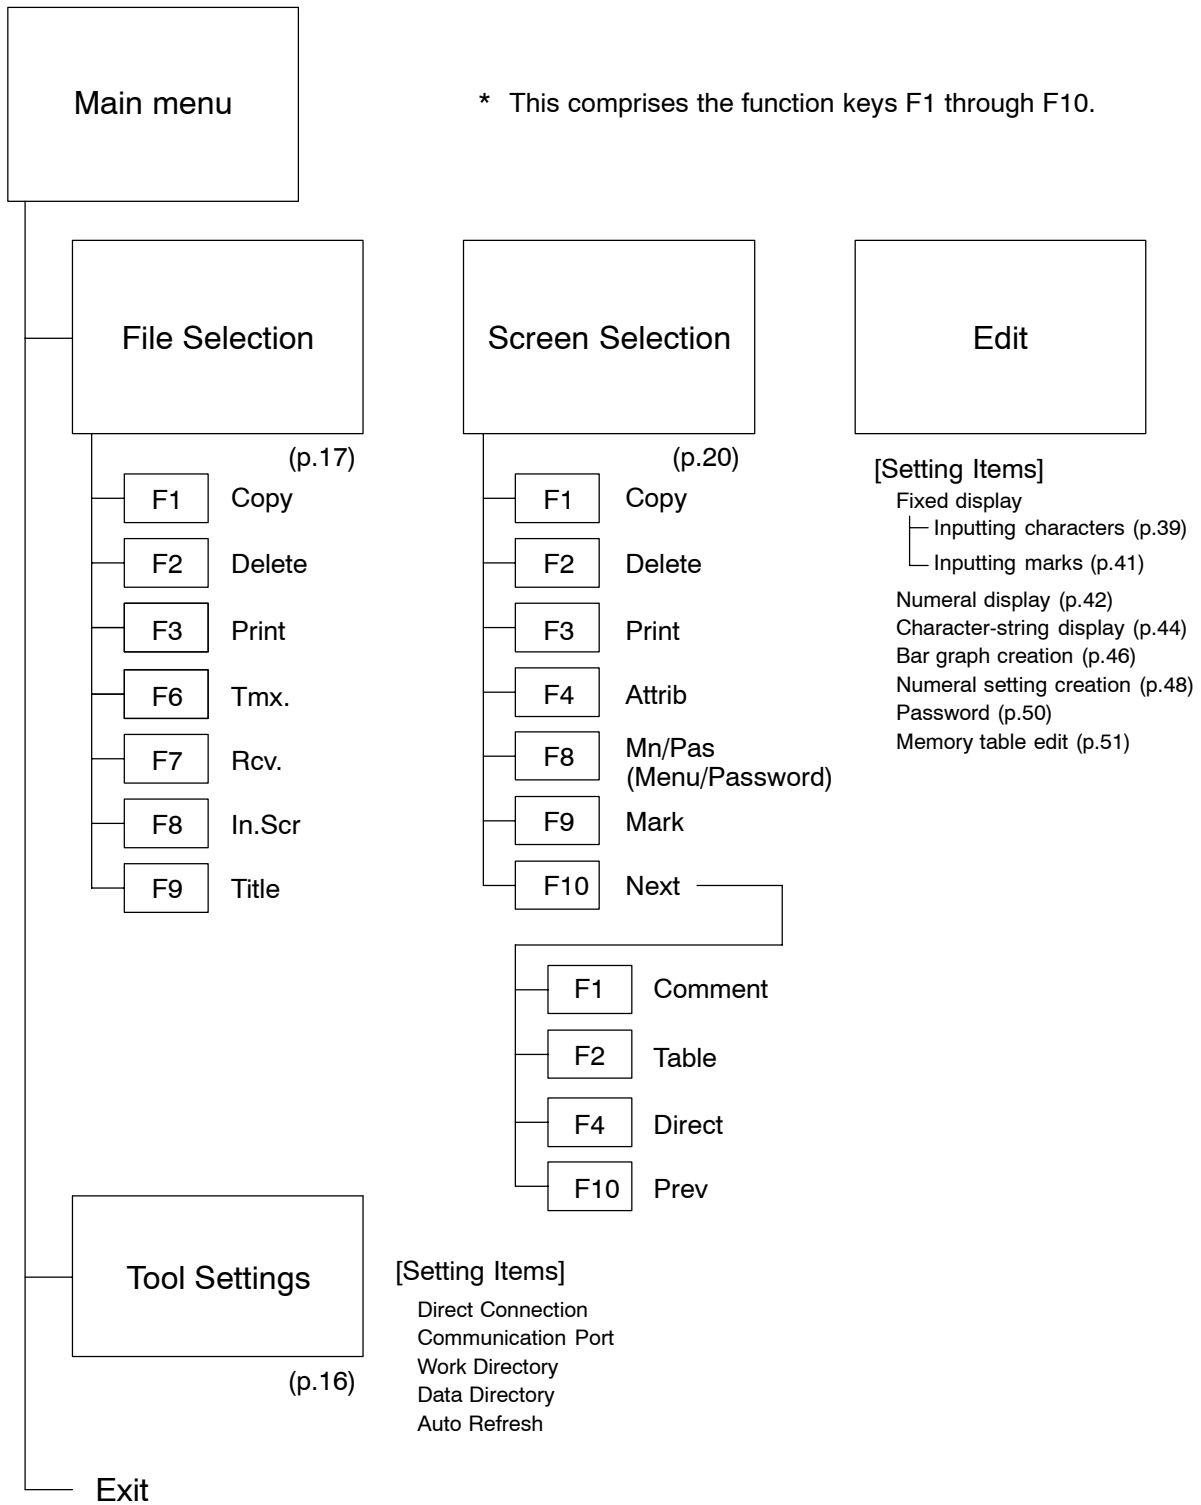 Main menu
* This comprises the function keys F1 through F10.
File Selection
(p.17)
F1 Copy
F2 Delete
F3 Print
F6 Tmx.
F7 Rcv.
F8 In.Scr
F9 Title
Screen Selection
(p.20)
F1 Copy
F2 Delete
F3 Print
F4 Attrib
F8 Mn/Pas
(Menu/Password)
F9 Mark
F10 Next
F1 Comment
F2 Table
F4 Direct
F10 Prev
Edit
[Setting Items]
Fixed display
Inputting characters (p.39)
Inputting marks (p.41)
Numeral display (p.42)
Character-string display (p.44)
Bar graph creation (p.46)
Numeral setting creation (p.48)
Password (p.50)
Memory table edit (p.51)
Tool Settings
(p.16)
[Setting Items]
Direct Connection
Communication Port
Work Directory
Data Directory
Auto Refresh
Exit